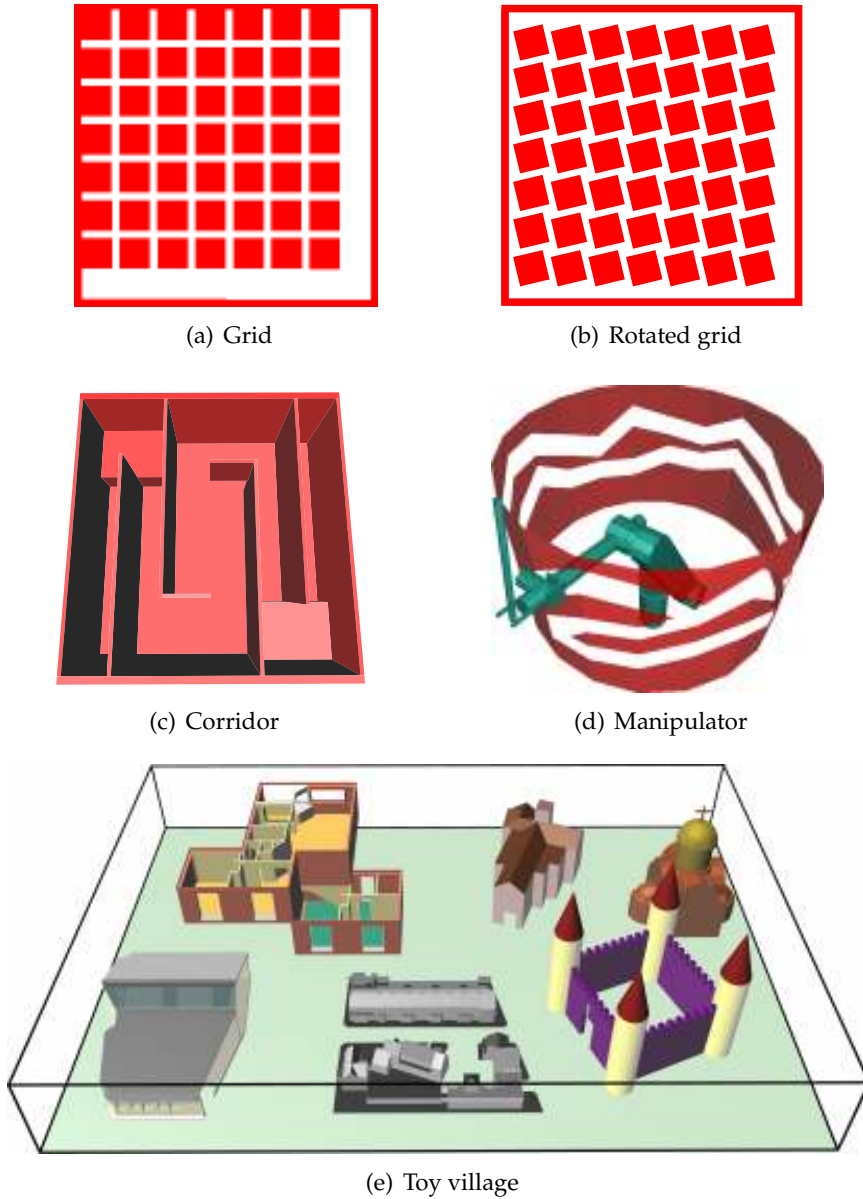 (a) Grid
(b) Rotated grid
(c) Corridor
(d) Manipulator
(e) Toy village